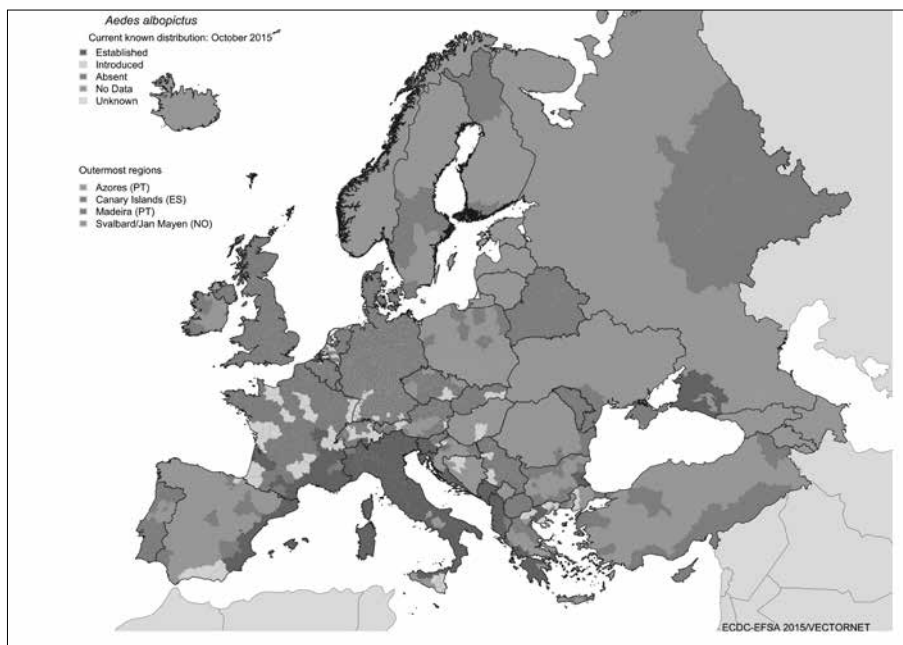 Aedes albopictus
Current known distribution: October 2015
Established
Introduced
Absent
No Data
Unknown
Outermost regions
Azores (PT)
Canary Islands (ES)
Madeira (PT)
Svalbard/Jan Mayen (NO)
ECDC-EFSA 2015/VECTORNET